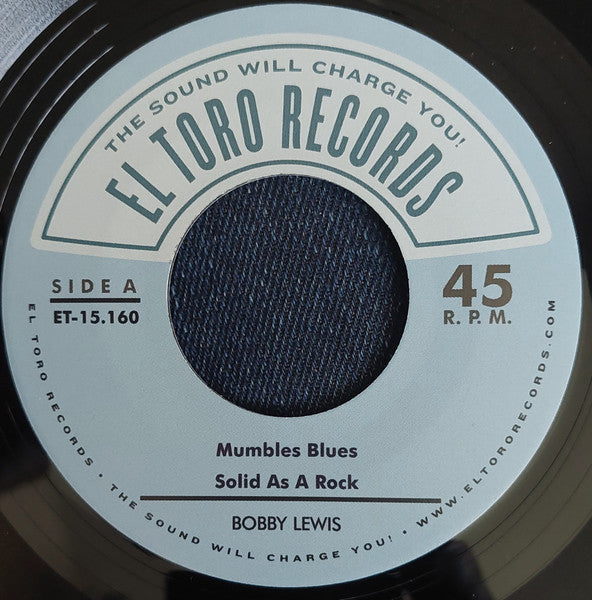 THE SOUND WILL CHARGE YOU!
EL TORO RECORDS
SIDE A
ET-15.160
45
R. P. M.
Mumbles Blues
Solid As A Rock
BOBBY LEWIS
EL TORO RECORDS • THE SOUND WILL CHARGE YOU! • WWW.ELTORORECORDS.COM